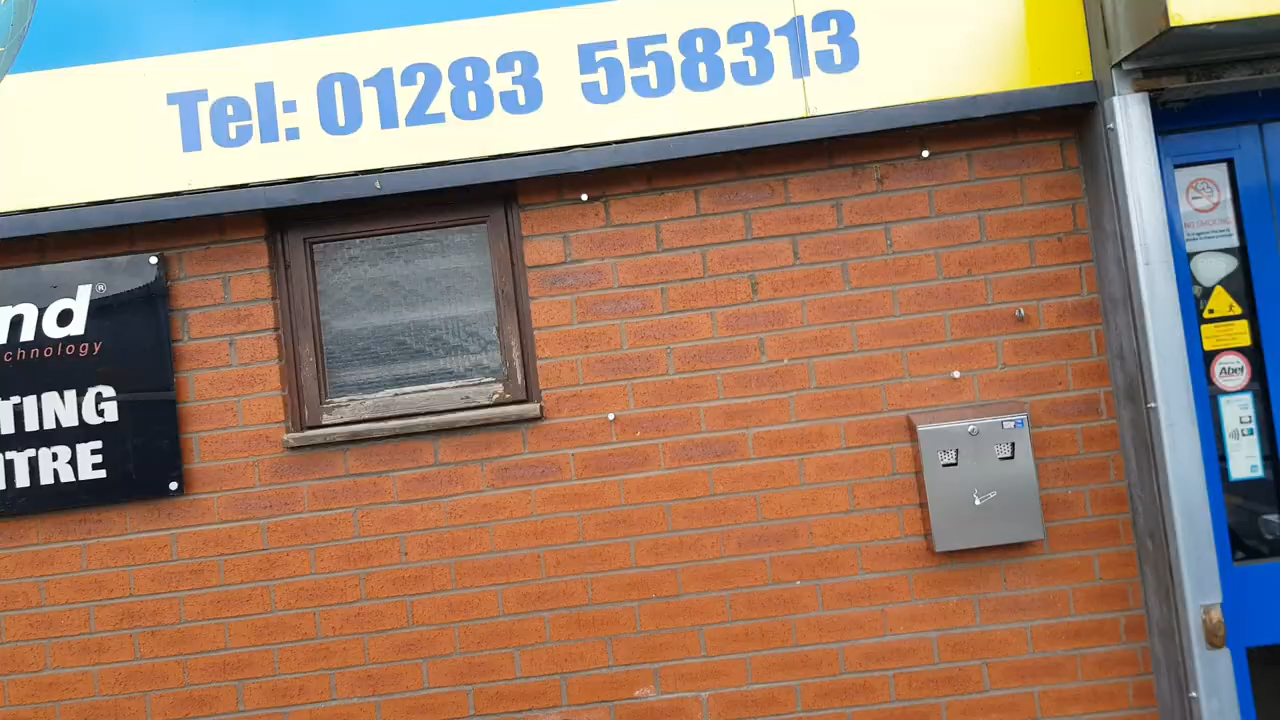 Tel: 01283 558313
nd®
chnology
TING
TRE
NO SMOKING
Abel